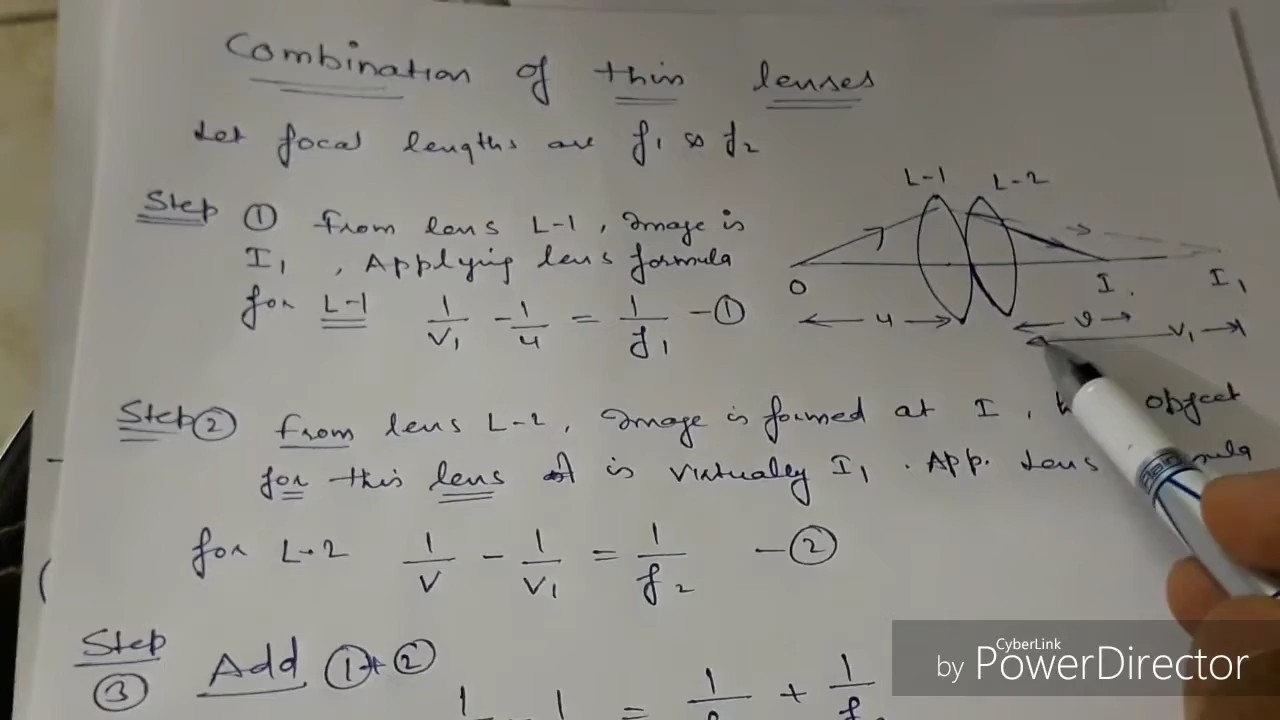 Combination of thin lenses
Let focal lengths are f₁ & f₂
Step ① From lens L-1, Image is
I₁, Applying lens formula
for L-1 1/V₁ - 1/u = 1/f₁ - ①
L-1 L-2
O I. I₁
u v V₁
Step ② From lens L-2, Image is formed at I, object
for this lens is virtually I₁. App. Lens
for L-2 1/V - 1/V₁ = 1/f₂ - ②
Step ③ Add ① + ②
CyberLink
by PowerDirector